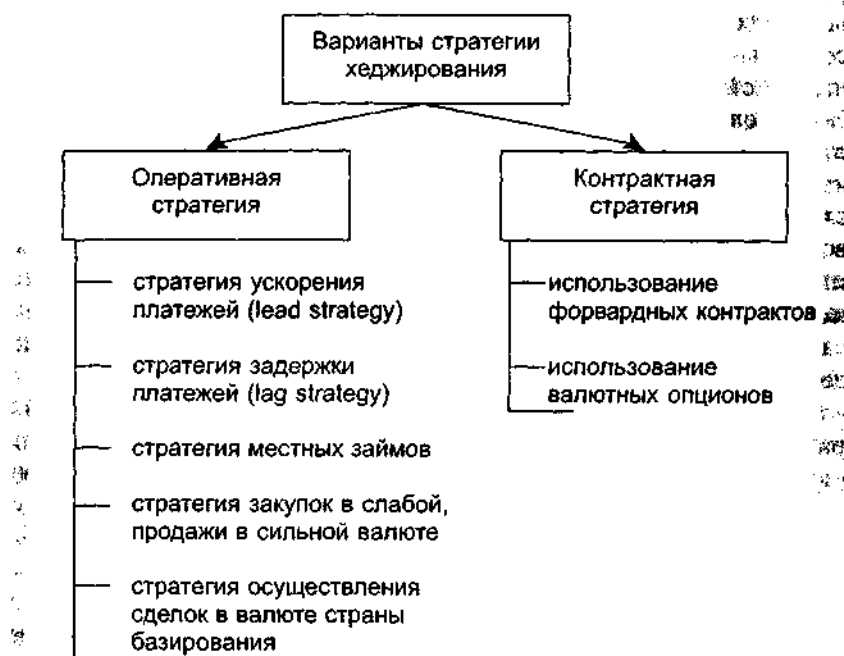 Варианты стратегии
хеджирования
Оперативная
стратегия
Контрактная
стратегия
стратегия ускорения
платежей (lead strategy)
стратегия задержки
платежей (lag strategy)
стратегия местных займов
стратегия закупок в слабой,
продажи в сильной валюте
стратегия осуществления
сделок в валюте страны
базирования
использование
форвардных контрактов
использование
валютных опционов